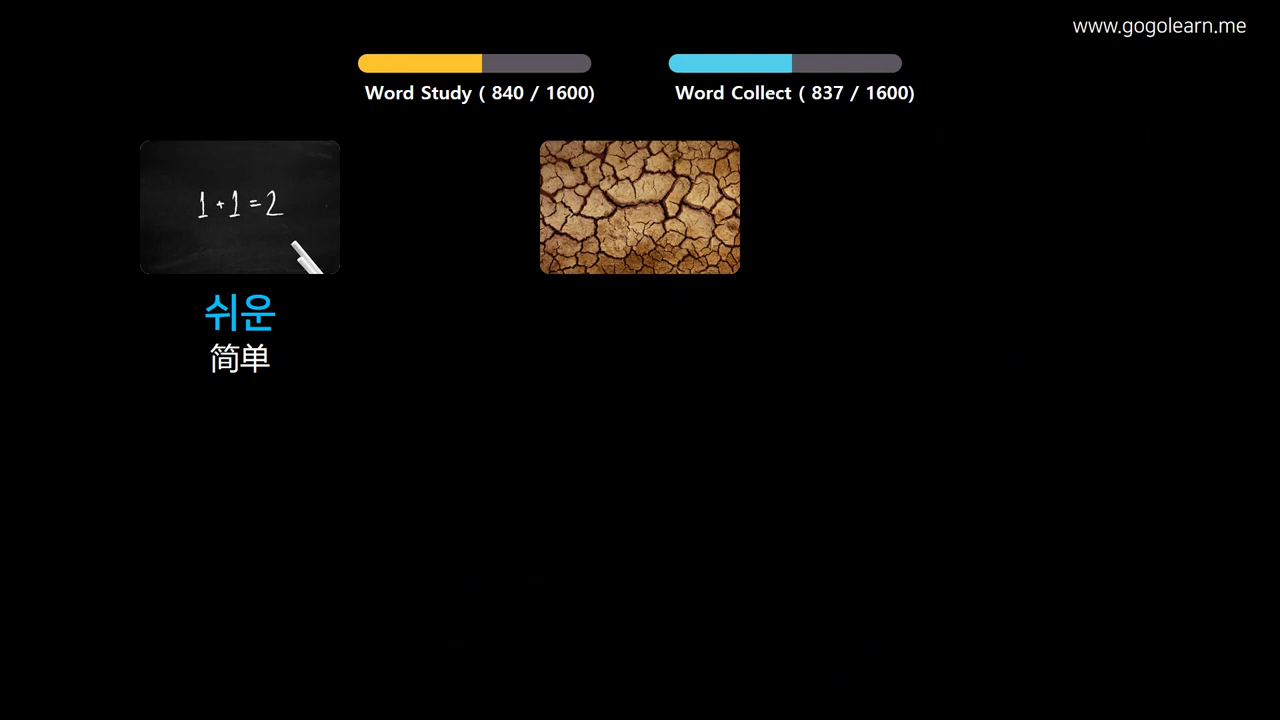 www.gogolearn.me
Word Study ( 840 / 1600)
Word Collect ( 837 / 1600)
1+1=2
쉬운
简单